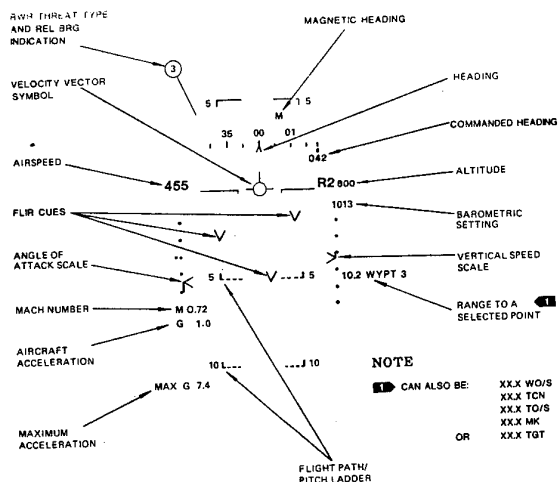 RWR THREAT TYPE
AND REL BRG
INDICATION
MAGNETIC HEADING
3
VELOCITY VECTOR
SYMBOL
HEADING
5 5
M
35 00 01
042
COMMANDED HEADING
AIRSPEED
455
R2 800
ALTITUDE
1013
FLIR CUES
BAROMETRIC
SETTING
ANGLE OF
ATTACK SCALE
VERTICAL SPEED
SCALE
5 5
10.2 WYPT 3
MACH NUMBER
M 0.72
G 1.0
RANGE TO A
SELECTED POINT
1
AIRCRAFT
ACCELERATION
10 10
MAX G 7.4
MAXIMUM
ACCELERATION
FLIGHT PATH/
PITCH LADDER
NOTE
1 CAN ALSO BE: XX.X WO/S
XX.X TCN
XX.X TO/S
XX.X MK
OR XX.X TGT